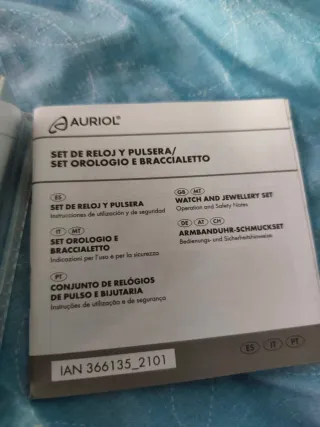 AURIOL®
SET DE RELOJ Y PULSERA/
SET OROLOGIO E BRACCIALETTO
ES
SET DE RELOJ Y PULSERA
Instrucciones de utilización y de seguridad
IT MT
SET OROLOGIO E
BRACCIALETTO
Indicazioni per l'uso e per la sicurezza
PT
CONJUNTO DE RELÓGIOS
DE PULSO E BIJUTARIA
Instruções de utilização e de segurança
GB MT
WATCH AND JEWELLERY SET
Operation and Safety Notes
DE AT CH
ARMBANDUHR-SCHMUCKSET
Bedienungs- und Sicherheitshinweise
IAN 366135_2101
ES IT PT